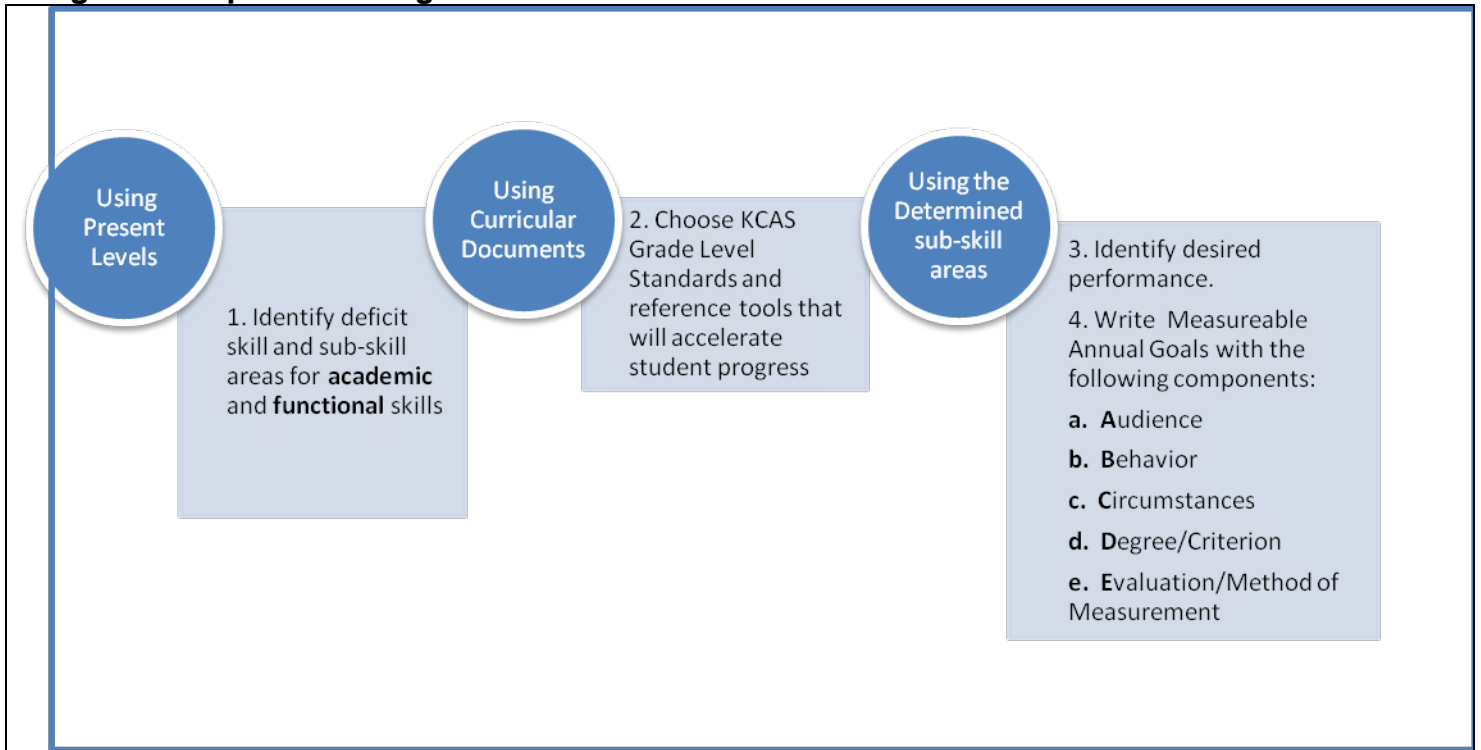 Using
Present
Levels
1. Identify deficit
skill and sub-skill
areas for academic
and functional skills
Using
Curricular
Documents
2. Choose KCAS
Grade Level
Standards and
reference tools that
will accelerate
student progress
Using the
Determined
sub-skill
areas
3. Identify desired
performance.
4. Write Measureable
Annual Goals with the
following components:
a. Audience
b. Behavior
c. Circumstances
d. Degree/Criterion
e. Evaluation/Method of
Measurement